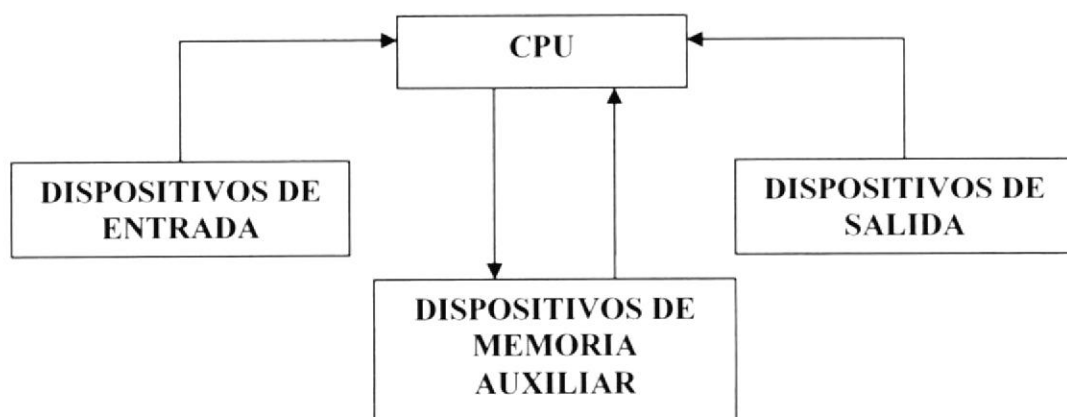 CPU
DISPOSITIVOS DE
ENTRADA
DISPOSITIVOS DE
SALIDA
DISPOSITIVOS DE
MEMORIA
AUXILIAR